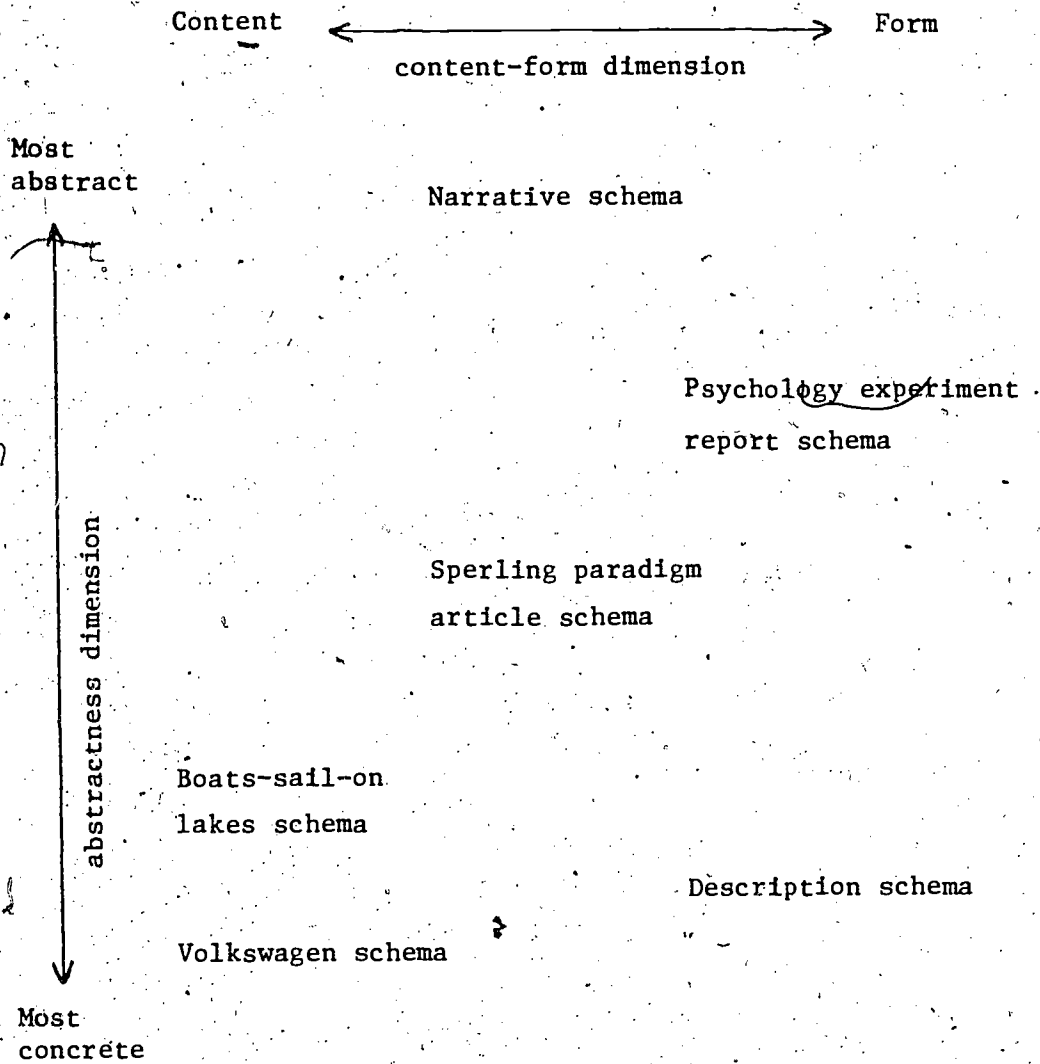 Content Form
content-form dimension
Most
abstract
Narrative schema
Psychology experiment
report schema
Sperling paradigm
article schema
abstractness dimension
Boats-sail-on
lakes schema
Description schema
Volkswagen schema
Most
concrete